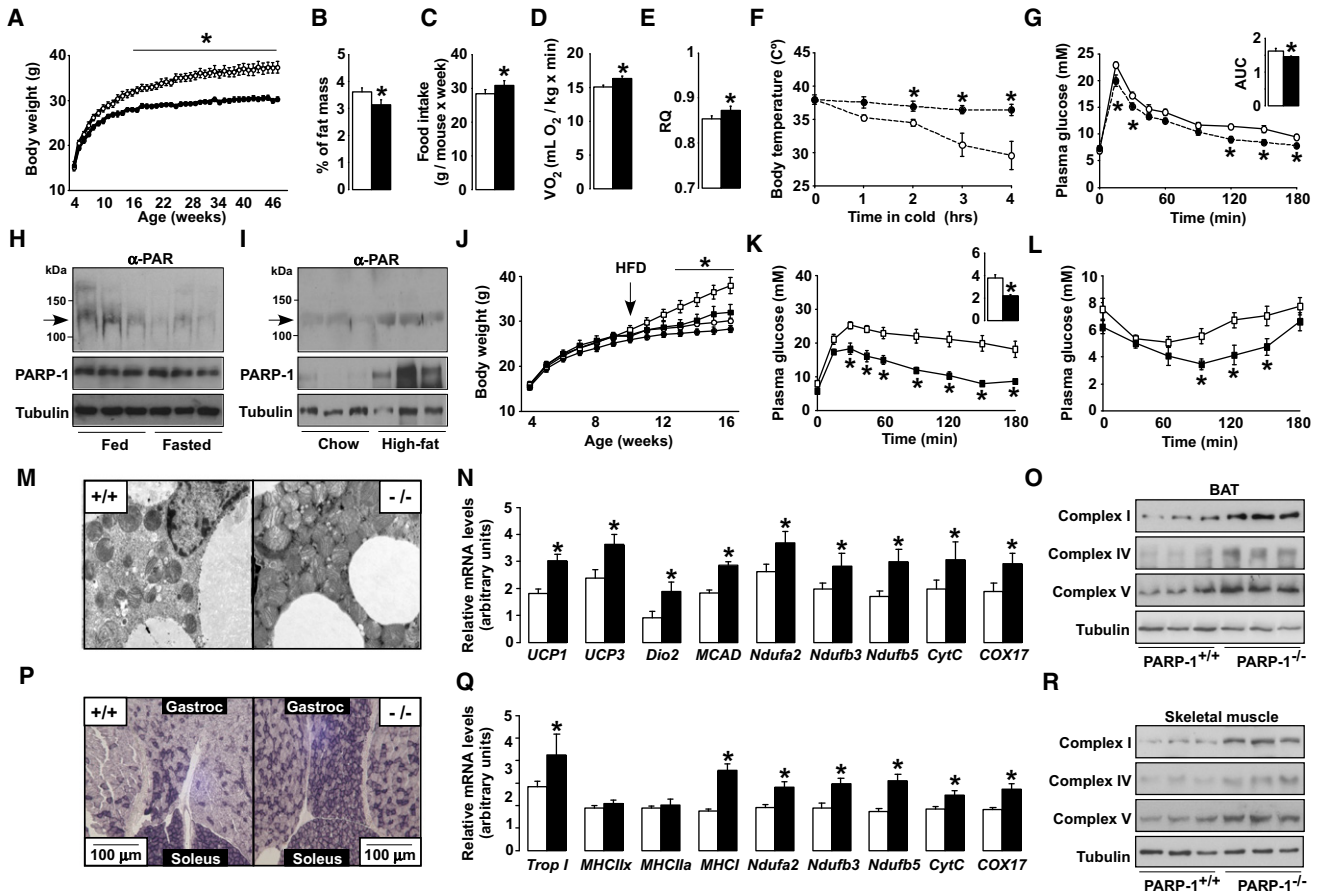 A B C D E F G
*
Body weight (g)
40
30
20
10
4 10 16 22 28 34 40 46
Age (weeks)
% of fat mass
5
4
3
2
1
0
*
Food intake
(g / mouse x week)
40
30
20
10
0
*
VO2 (mL O2 / kg x min)
20
15
10
5
0
*
RQ
1
0.9
0.8
0.7
*
Body temperature (Cº)
45
40
35
30
25
* * *
0 1 2 3 4
Time in cold (hrs)
Plasma glucose (mM)
25
20
15
10
5
0
* * * * *
0 60 120 180
Time (min)
AUC
2
1
0
*
H I J K L
α-PAR
kDa
150
100
PARP-1
Tubulin
Fed Fasted
α-PAR
kDa
150
100
PARP-1
Tubulin
Chow High-fat
Body weight (g)
40
30
20
10
HFD
*
4 8 12 16
Age (weeks)
Plasma glucose (mM)
40
30
20
10
0
* * * * * * *
0 60 120 180
Time (min)
6
4
2
0
*
Plasma glucose (mM)
10
8
6
4
2
0
* * *
0 60 120 180
Time (min)
M N O
+/+ - /-
Relative mRNA levels
(arbitrary units)
5
4
3
2
1
0
* * * * * * * * *
UCP1 UCP3 Dio2 MCAD Ndufa2 Ndufb3 Ndufb5 CytC COX17
BAT
Complex I
Complex IV
Complex V
Tubulin
PARP-1+/+ PARP-1-/-
P Q R
+/+ Gastroc Gastroc - /-
100 µm Soleus Soleus 100 µm
Relative mRNA levels
(arbitrary units)
5
4
3
2
1
0
* * * * * * *
Trop I MHCIIx MHCIIa MHCI Ndufa2 Ndufb3 Ndufb5 CytC COX17
Skeletal muscle
Complex I
Complex IV
Complex V
Tubulin
PARP-1+/+ PARP-1-/-